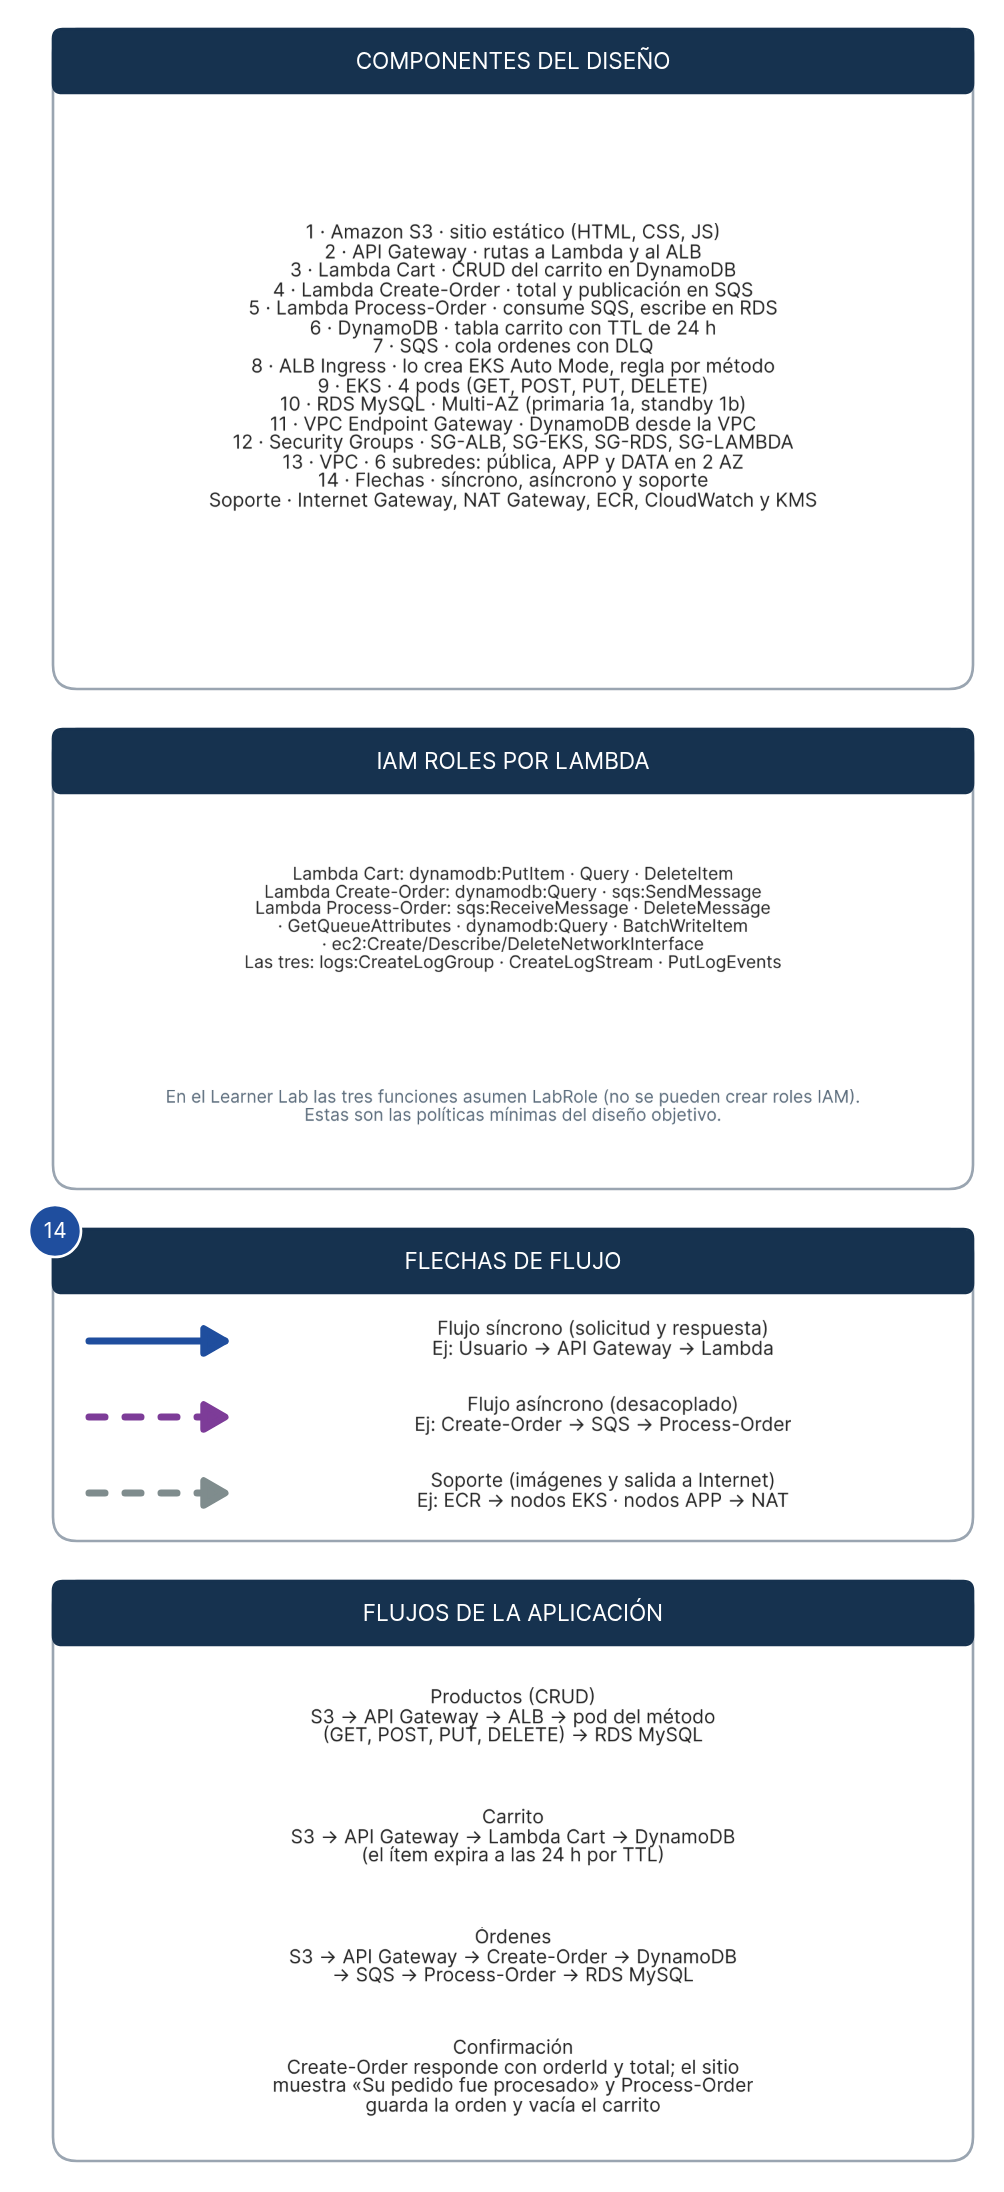 COMPONENTES DEL DISEÑO
1 · Amazon S3 · sitio estático (HTML, CSS, JS)
2 · API Gateway · rutas a Lambda y al ALB
3 · Lambda Cart · CRUD del carrito en DynamoDB
4 · Lambda Create-Order · total y publicación en SQS
5 · Lambda Process-Order · consume SQS, escribe en RDS
6 · DynamoDB · tabla carrito con TTL de 24 h
7 · SQS · cola ordenes con DLQ
8 · ALB Ingress · lo crea EKS Auto Mode, regla por método
9 · EKS · 4 pods (GET, POST, PUT, DELETE)
10 · RDS MySQL · Multi-AZ (primaria 1a, standby 1b)
11 · VPC Endpoint Gateway · DynamoDB desde la VPC
12 · Security Groups · SG-ALB, SG-EKS, SG-RDS, SG-LAMBDA
13 · VPC · 6 subredes: pública, APP y DATA en 2 AZ
14 · Flechas · síncrono, asíncrono y soporte
Soporte · Internet Gateway, NAT Gateway, ECR, CloudWatch y KMS
IAM ROLES POR LAMBDA
Lambda Cart: dynamodb:PutItem · Query · DeleteItem
Lambda Create-Order: dynamodb:Query · sqs:SendMessage
Lambda Process-Order: sqs:ReceiveMessage · DeleteMessage
· GetQueueAttributes · dynamodb:Query · BatchWriteItem
· ec2:Create/Describe/DeleteNetworkInterface
Las tres: logs:CreateLogGroup · CreateLogStream · PutLogEvents
En el Learner Lab las tres funciones asumen LabRole (no se pueden crear roles IAM).
Estas son las políticas mínimas del diseño objetivo.
14
FLECHAS DE FLUJO
Flujo síncrono (solicitud y respuesta)
Ej: Usuario → API Gateway → Lambda
Flujo asíncrono (desacoplado)
Ej: Create-Order → SQS → Process-Order
Soporte (imágenes y salida a Internet)
Ej: ECR → nodos EKS · nodos APP → NAT
FLUJOS DE LA APLICACIÓN
Productos (CRUD)
S3 → API Gateway → ALB → pod del método
(GET, POST, PUT, DELETE) → RDS MySQL
Carrito
S3 → API Gateway → Lambda Cart → DynamoDB
(el ítem expira a las 24 h por TTL)
Órdenes
S3 → API Gateway → Create-Order → DynamoDB
→ SQS → Process-Order → RDS MySQL
Confirmación
Create-Order responde con orderId y total; el sitio
muestra «Su pedido fue procesado» y Process-Order
guarda la orden y vacía el carrito